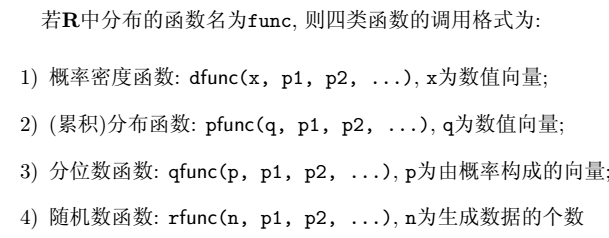 若R中分布的函数名为func, 则四类函数的调用格式为:
1) 概率密度函数: dfunc(x, p1, p2, ...), x为数值向量;
2) (累积)分布函数: pfunc(q, p1, p2, ...), q为数值向量;
3) 分位数函数: qfunc(p, p1, p2, ...), p为由概率构成的向量;
4) 随机数函数: rfunc(n, p1, p2, ...), n为生成数据的个数